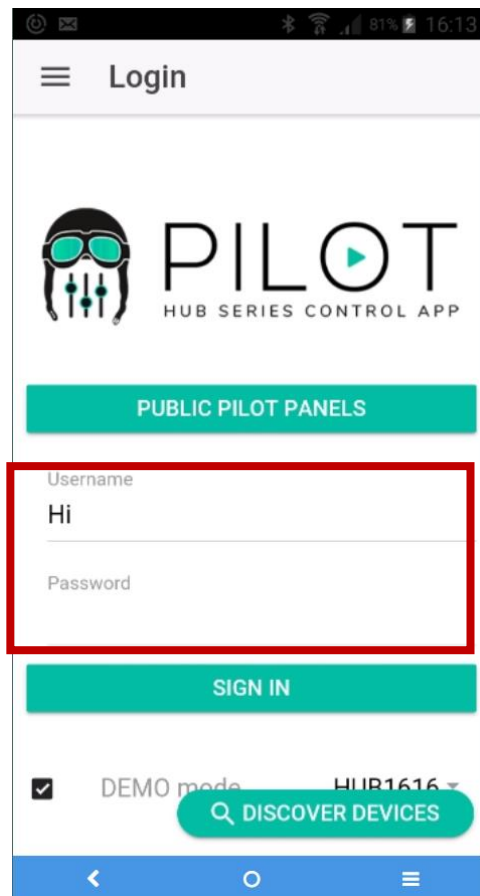 81% 16:13
Login
PILOT
HUB SERIES CONTROL APP
PUBLIC PILOT PANELS
Username
Hi
Password
SIGN IN
DEMO mode HUB1616
DISCOVER DEVICES